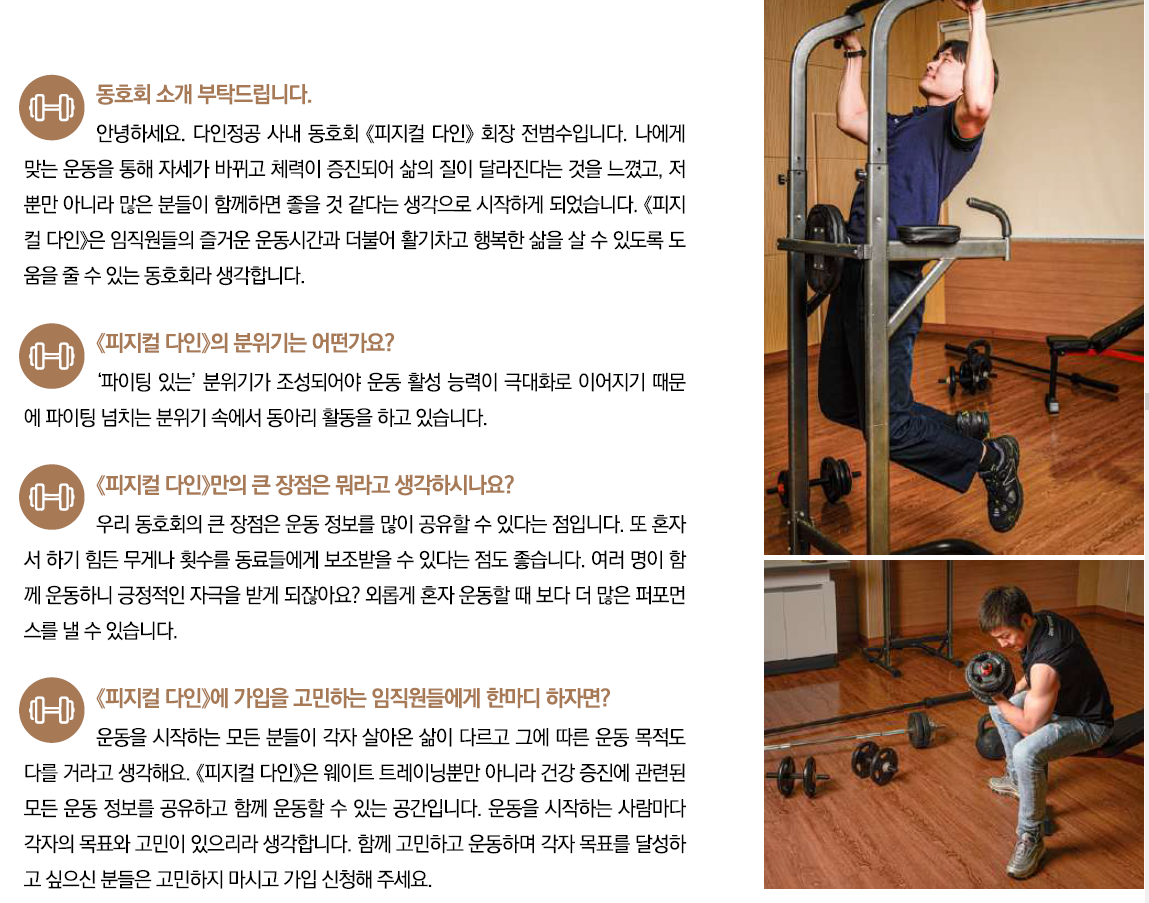 동호회 소개 부탁드립니다.
안녕하세요. 다인정공 사내 동호회 《피지컬 다인》 회장 전범수입니다. 나에게
맞는 운동을 통해 자세가 바뀌고 체력이 증진되어 삶의 질이 달라진다는 것을 느꼈고, 저
뿐만 아니라 많은 분들이 함께하면 좋을 것 같다는 생각으로 시작하게 되었습니다. 《피지
컬 다인》은 임직원들의 즐거운 운동시간과 더불어 활기차고 행복한 삶을 살 수 있도록 도
움을 줄 수 있는 동호회라 생각합니다.
《피지컬 다인》의 분위기는 어떤가요?
‘파이팅 있는’ 분위기가 조성되어야 운동 활성 능력이 극대화로 이어지기 때문
에 파이팅 넘치는 분위기 속에서 동아리 활동을 하고 있습니다.
《피지컬 다인》만의 큰 장점은 뭐라고 생각하시나요?
우리 동호회의 큰 장점은 운동 정보를 많이 공유할 수 있다는 점입니다. 또 혼자
서 하기 힘든 무게나 횟수를 동료들에게 보조받을 수 있다는 점도 좋습니다. 여러 명이 함
께 운동하니 긍정적인 자극을 받게 되잖아요? 외롭게 혼자 운동할 때 보다 더 많은 퍼포먼
스를 낼 수 있습니다.
《피지컬 다인》에 가입을 고민하는 임직원들에게 한마디 하자면?
운동을 시작하는 모든 분들이 각자 살아온 삶이 다르고 그에 따른 운동 목적도
다를 거라고 생각해요. 《피지컬 다인》은 웨이트 트레이닝뿐만 아니라 건강 증진에 관련된
모든 운동 정보를 공유하고 함께 운동할 수 있는 공간입니다. 운동을 시작하는 사람마다
각자의 목표와 고민이 있으리라 생각합니다. 함께 고민하고 운동하며 각자 목표를 달성하
고 싶으신 분들은 고민하지 마시고 가입 신청해 주세요.